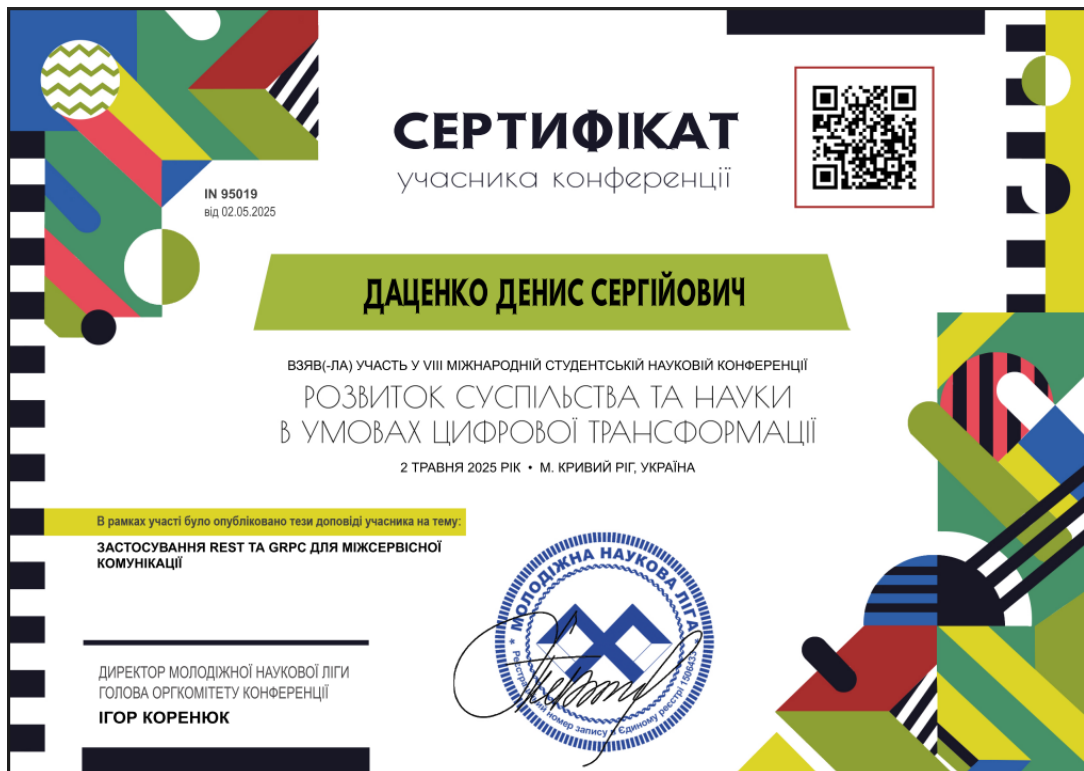 СЕРТИФІКАТ
учасника конференції
IN 95019
від 02.05.2025
ДАЦЕНКО ДЕНИС СЕРГІЙОВИЧ
ВЗЯВ(-ЛА) УЧАСТЬ У VIII МІЖНАРОДНІЙ СТУДЕНТСЬКІЙ НАУКОВІЙ КОНФЕРЕНЦІЇ
РОЗВИТОК СУСПІЛЬСТВА ТА НАУКИ
В УМОВАХ ЦИФРОВОЇ ТРАНСФОРМАЦІЇ
2 ТРАВНЯ 2025 РІК • М. КРИВИЙ РІГ, УКРАЇНА
В рамках участі було опубліковано тези доповіді учасника на тему:
ЗАСТОСУВАННЯ REST ТА GRPC ДЛЯ МІЖСЕРВІСНОЇ
КОМУНІКАЦІЇ
ДИРЕКТОР МОЛОДІЖНОЇ НАУКОВОЇ ЛІГИ
ГОЛОВА ОРГКОМІТЕТУ КОНФЕРЕНЦІЇ
ІГОР КОРЕНЮК
* МОЛОДІЖНА НАУКОВА ЛІГА *
Реєстраційний номер запису в Єдиному реєстрі 1506433